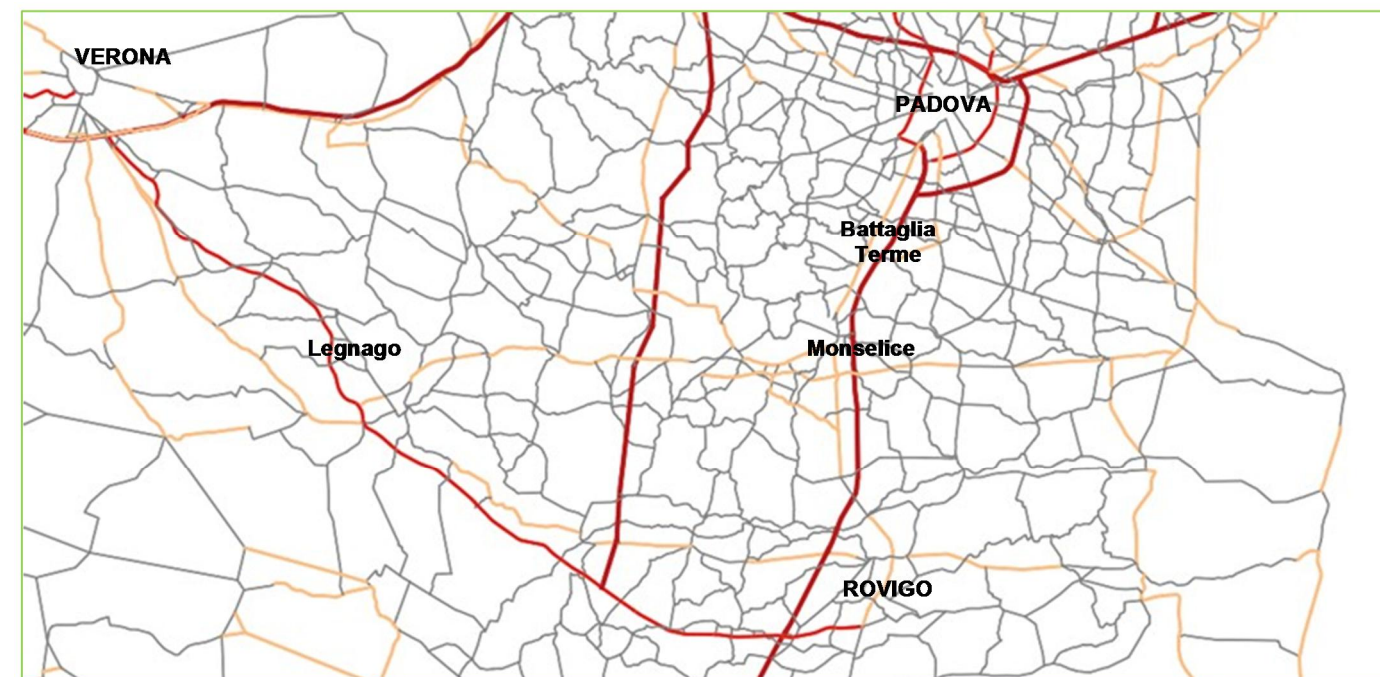 VERONA
PADOVA
Battaglia
Terme
Legnago
Monselice
ROVIGO